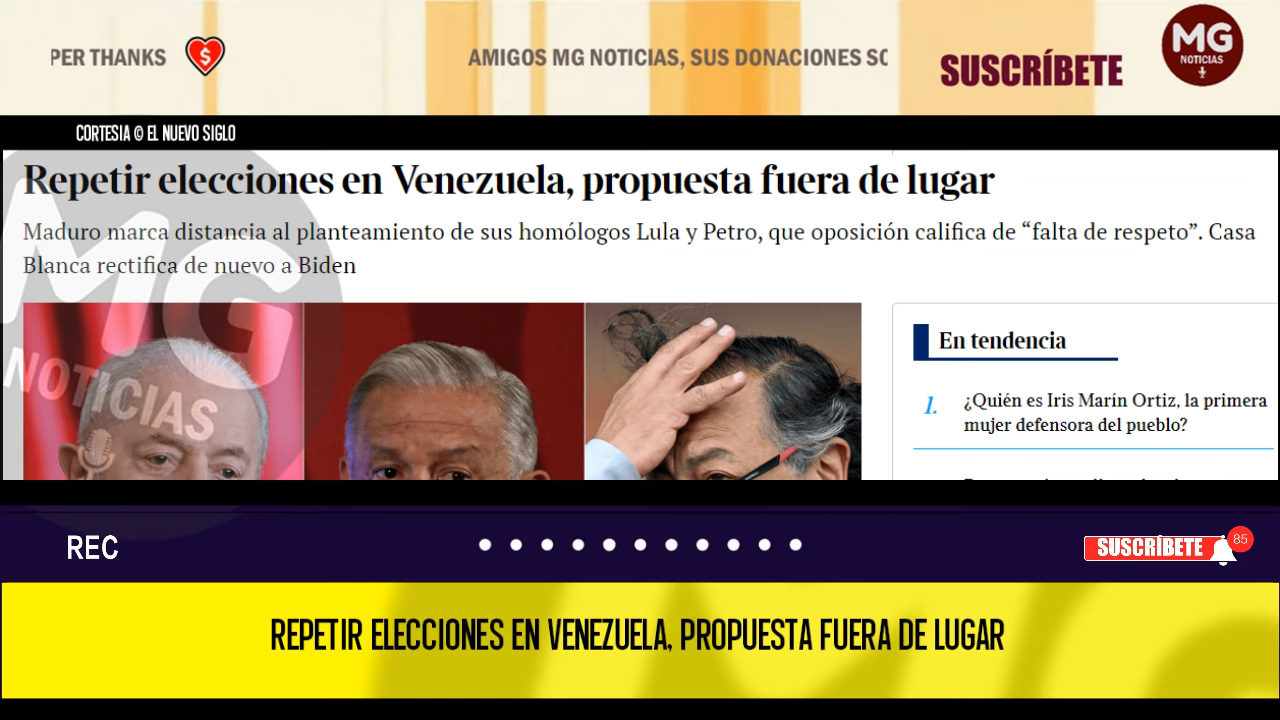 PER THANKS
AMIGOS MG NOTICIAS, SUS DONACIONES
SUSCRÍBETE
MG
NOTICIAS
CORTESIA © EL NUEVO SIGLO
Repetir elecciones en Venezuela, propuesta fuera de lugar
Maduro marca distancia al planteamiento de sus homólogos Lula y Petro, que oposición califica de “falta de respeto”. Casa
Blanca rectifica de nuevo a Biden
MG
NOTICIAS
En tendencia
1. ¿Quién es Iris Marín Ortiz, la primera
mujer defensora del pueblo?
REC
SUSCRÍBETE
85
REPETIR ELECCIONES EN VENEZUELA, PROPUESTA FUERA DE LUGAR